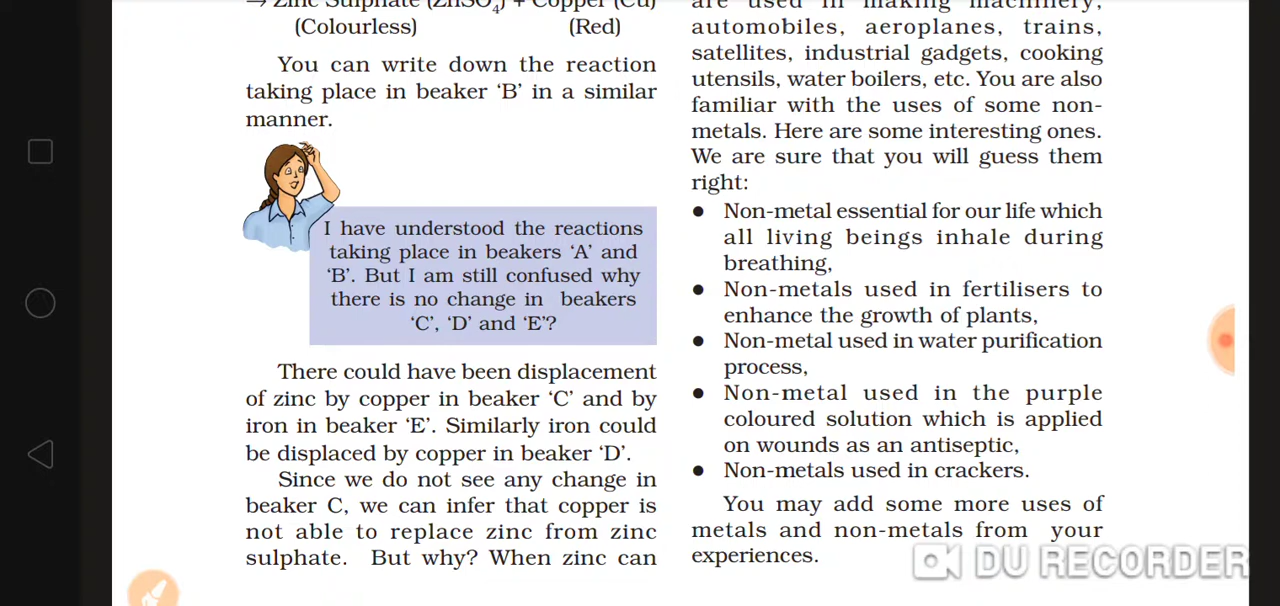 → Zinc Sulphate (ZnSO4) + Copper (Cu)
(Colourless) (Red)
You can write down the reaction
taking place in beaker ‘B’ in a similar
manner.
I have understood the reactions
taking place in beakers ‘A’ and
‘B’. But I am still confused why
there is no change in beakers
‘C’, ‘D’ and ‘E’?
There could have been displacement
of zinc by copper in beaker ‘C’ and by
iron in beaker ‘E’. Similarly iron could
be displaced by copper in beaker ‘D’.
Since we do not see any change in
beaker C, we can infer that copper is
not able to replace zinc from zinc
sulphate. But why? When zinc can
are used in making machinery,
automobiles, aeroplanes, trains,
satellites, industrial gadgets, cooking
utensils, water boilers, etc. You are also
familiar with the uses of some non-
metals. Here are some interesting ones.
We are sure that you will guess them
right:
● Non-metal essential for our life which
all living beings inhale during
breathing,
● Non-metals used in fertilisers to
enhance the growth of plants,
● Non-metal used in water purification
process,
● Non-metal used in the purple
coloured solution which is applied
on wounds as an antiseptic,
● Non-metals used in crackers.
You may add some more uses of
metals and non-metals from your
experiences.
DU RECORDER